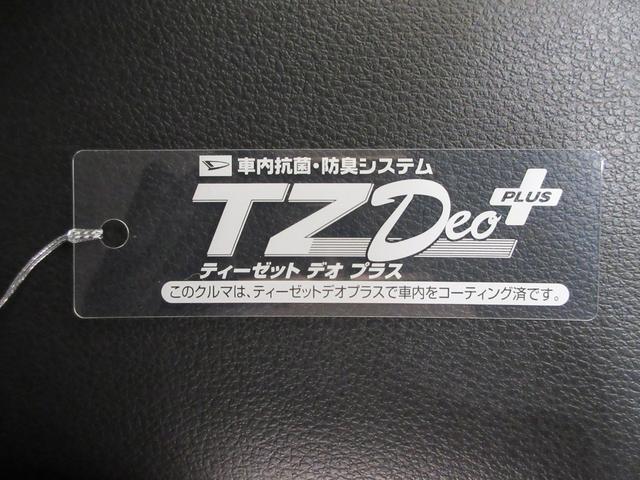 車内抗菌・防臭システム
TZ Deo PLUS
ティーゼット デオ プラス
このクルマは、ティーゼットデオプラスで車内をコーティング済です。